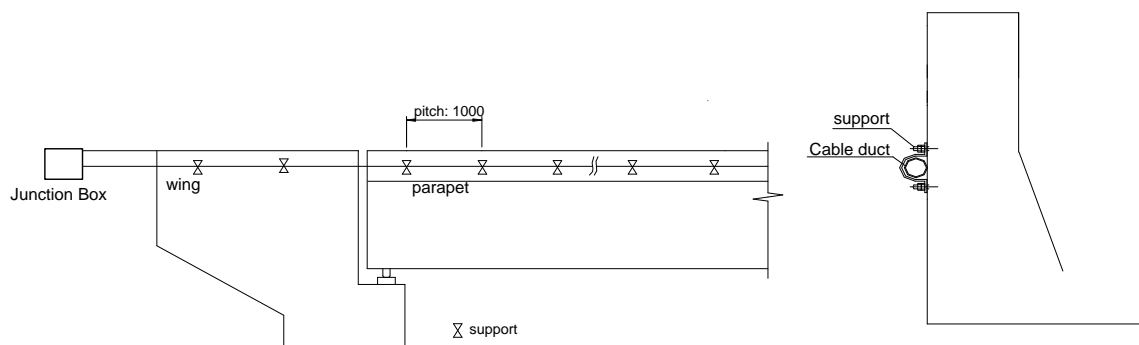 pitch: 1000
support
Cable duct
wing
parapet
Junction Box
support